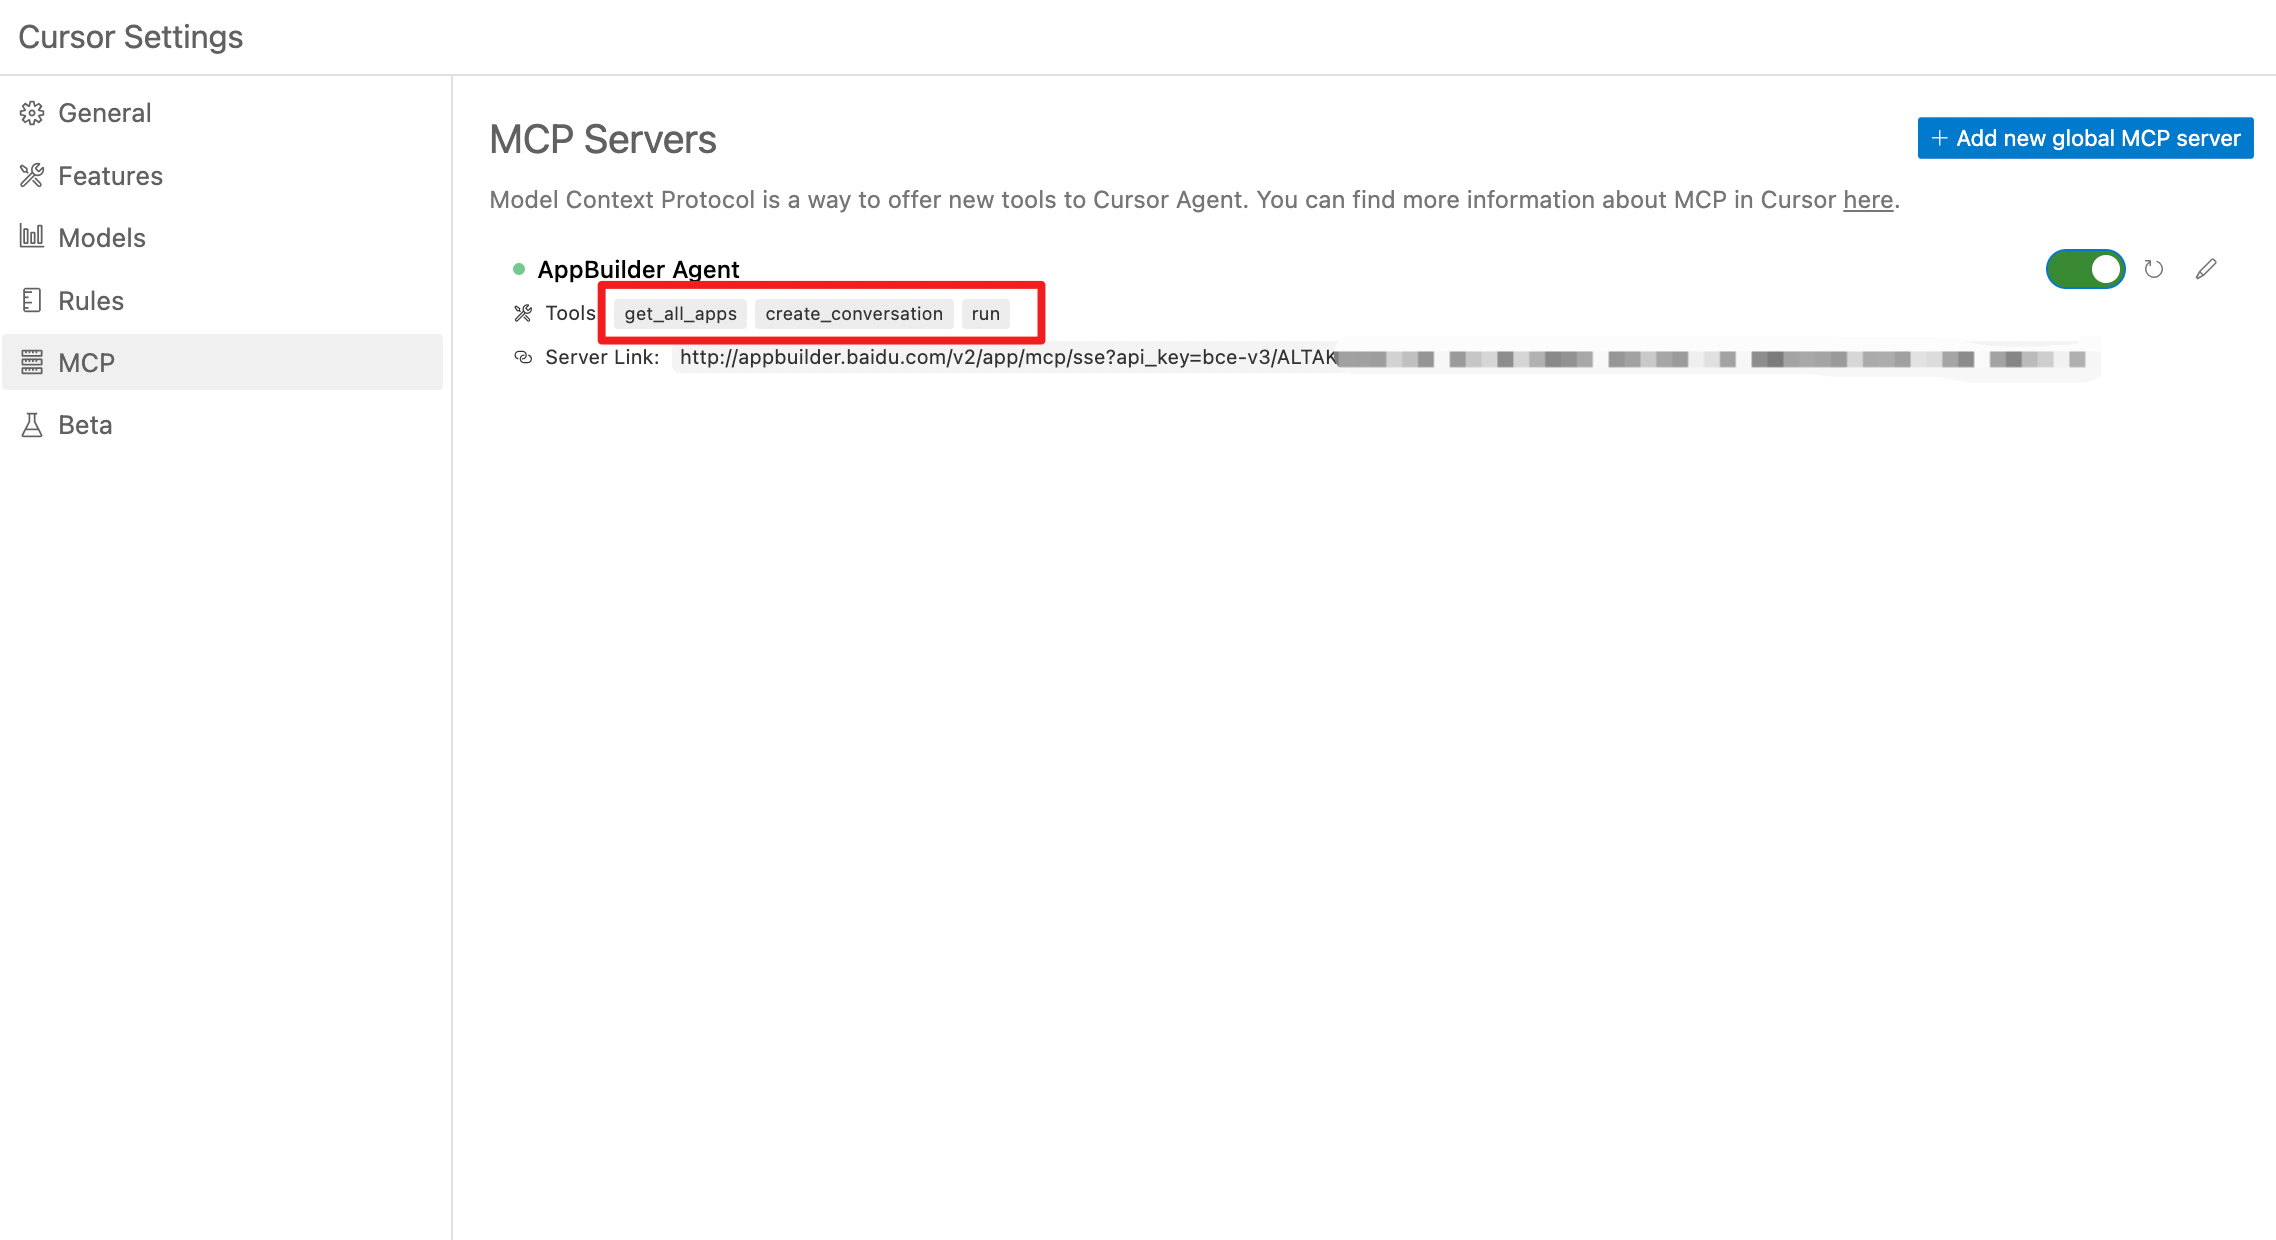 Cursor Settings
General
Features
Models
Rules
MCP
Beta
MCP Servers
+ Add new global MCP server
Model Context Protocol is a way to offer new tools to Cursor Agent. You can find more information about MCP in Cursor here.
AppBuilder Agent
Tools get_all_apps create_conversation run
Server Link: http://appbuilder.baidu.com/v2/app/mcp/sse?api_key=bce-v3/ALTAK